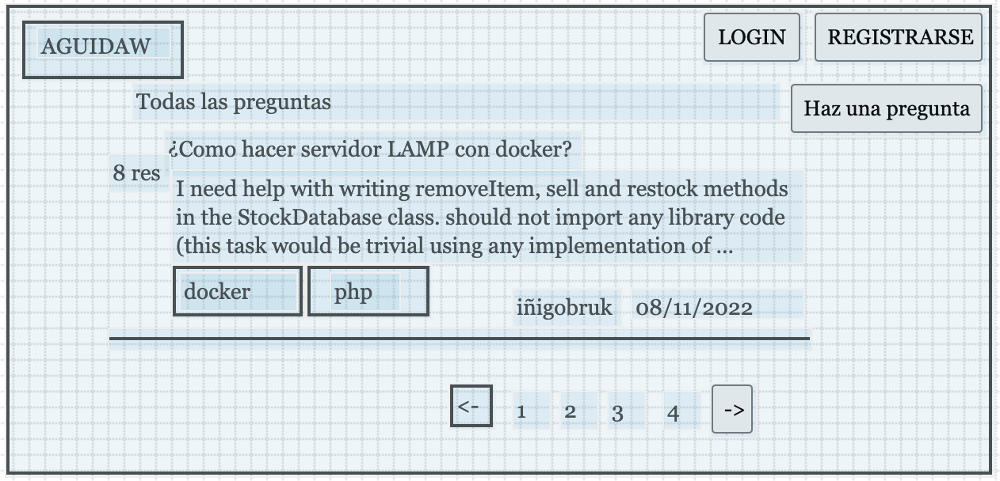 AGUIDAW
LOGIN
REGISTRARSE
Todas las preguntas
Haz una pregunta
¿Como hacer servidor LAMP con docker?
8 res
I need help with writing removeItem, sell and restock methods
in the StockDatabase class. should not import any library code
(this task would be trivial using any implementation of ...
docker
php
iñigobruk
08/11/2022
<-
1
2
3
4
->